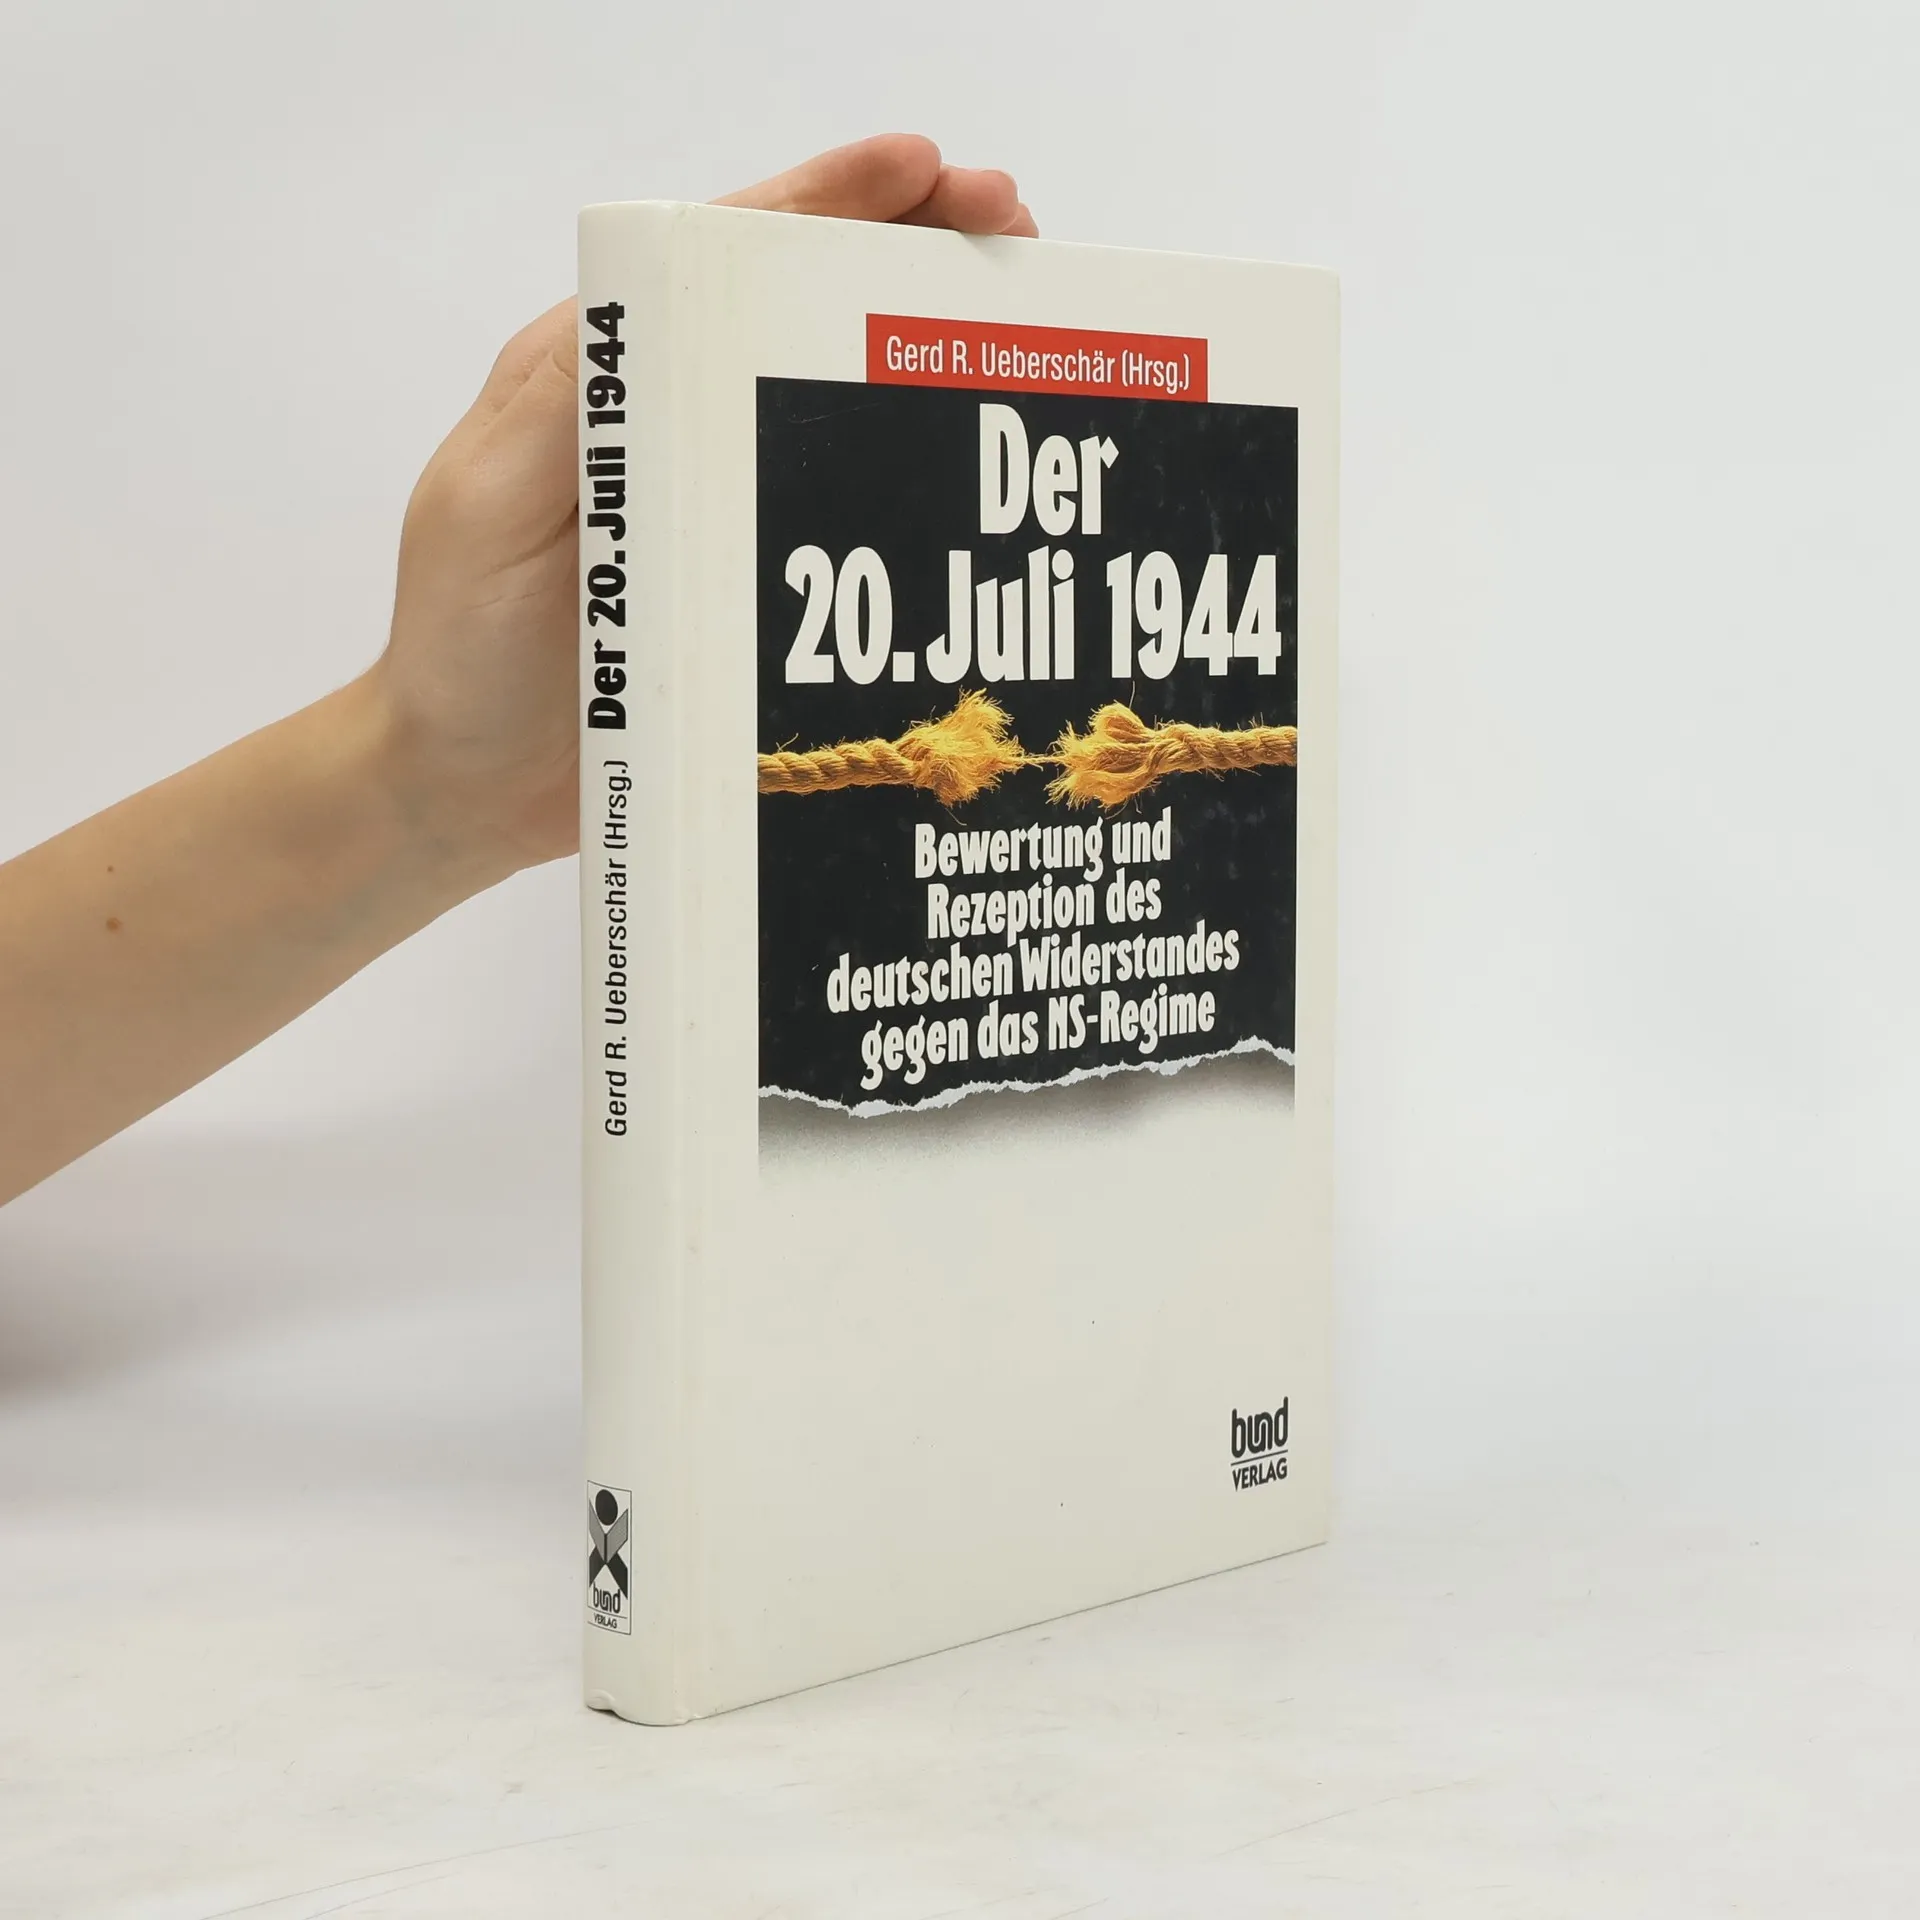 Gerd R. Ueberschär (Hrsg.) Der 20. Juli 1944
bund
VERLAG
Gerd R. Ueberschär (Hrsg.)
Der
20. Juli 1944
Bewertung und
Rezeption des
deutschen Widerstandes
gegen das NS-Regime
bund
VERLAG